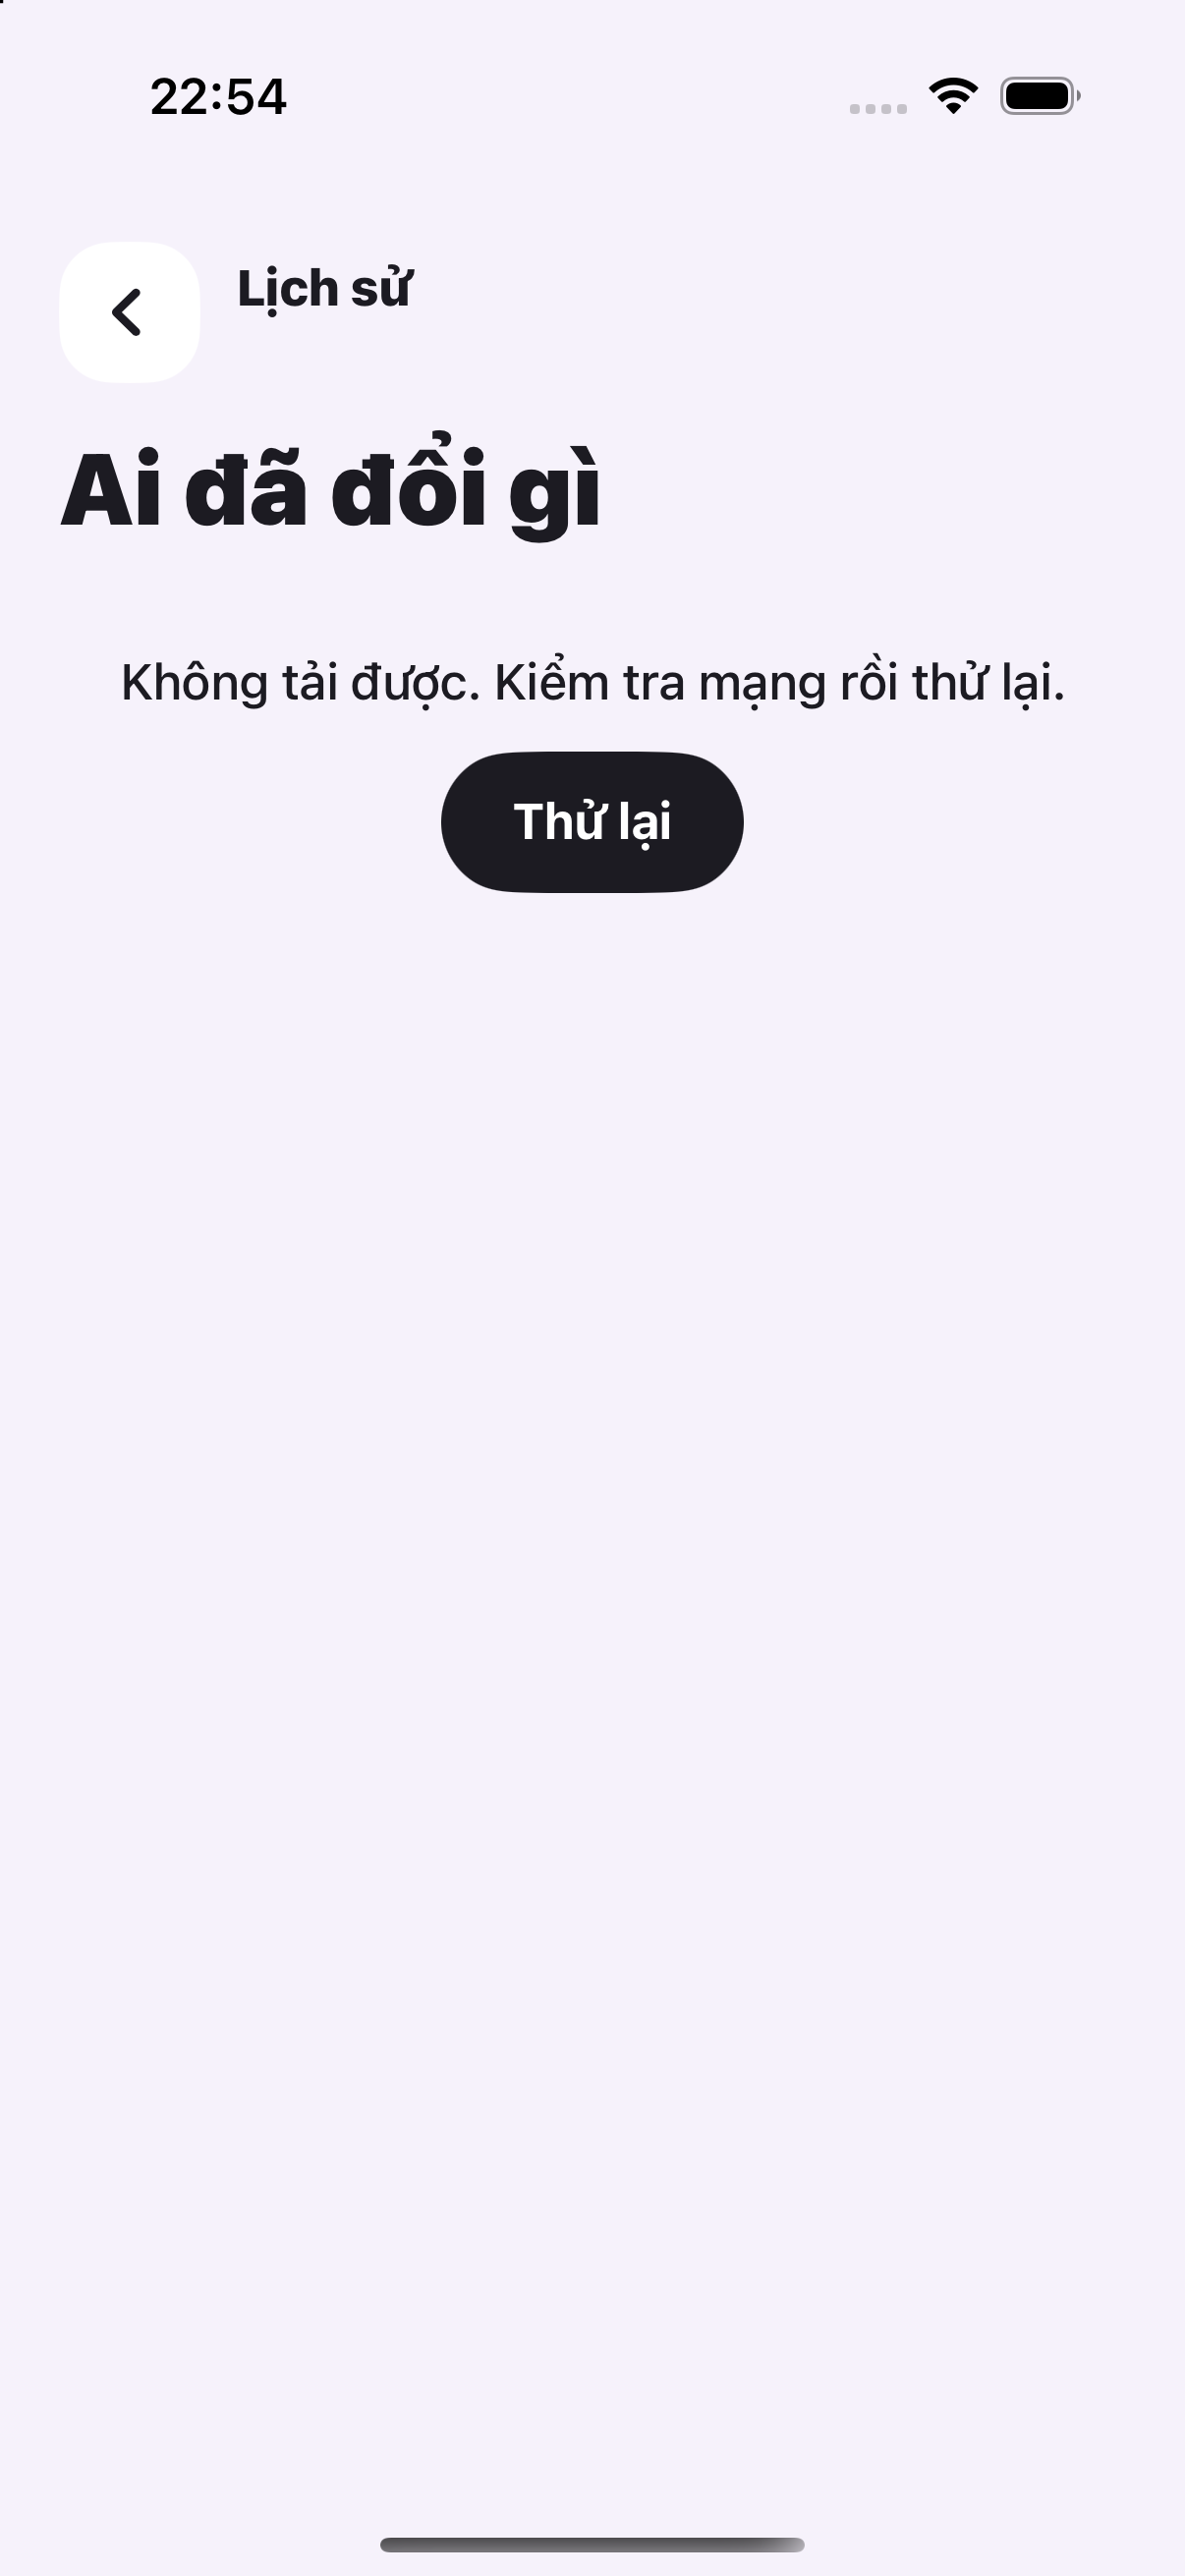 22:54
Lịch sử
Ai đã đổi gì
Không tải được. Kiểm tra mạng rồi thử lại.
Thử lại